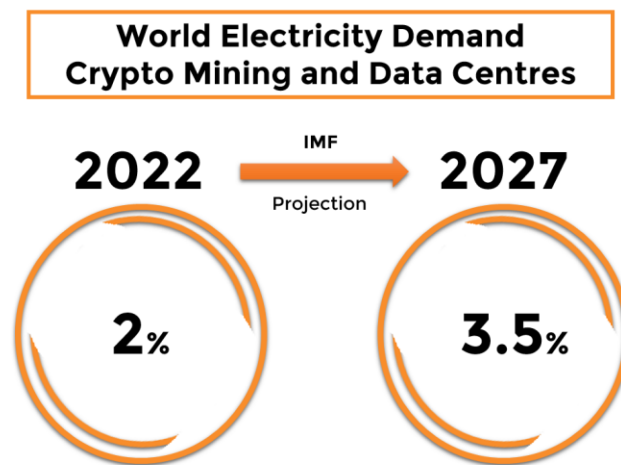 World Electricity Demand
Crypto Mining and Data Centres
IMF
2022
2027
Projection
2%
3.5%